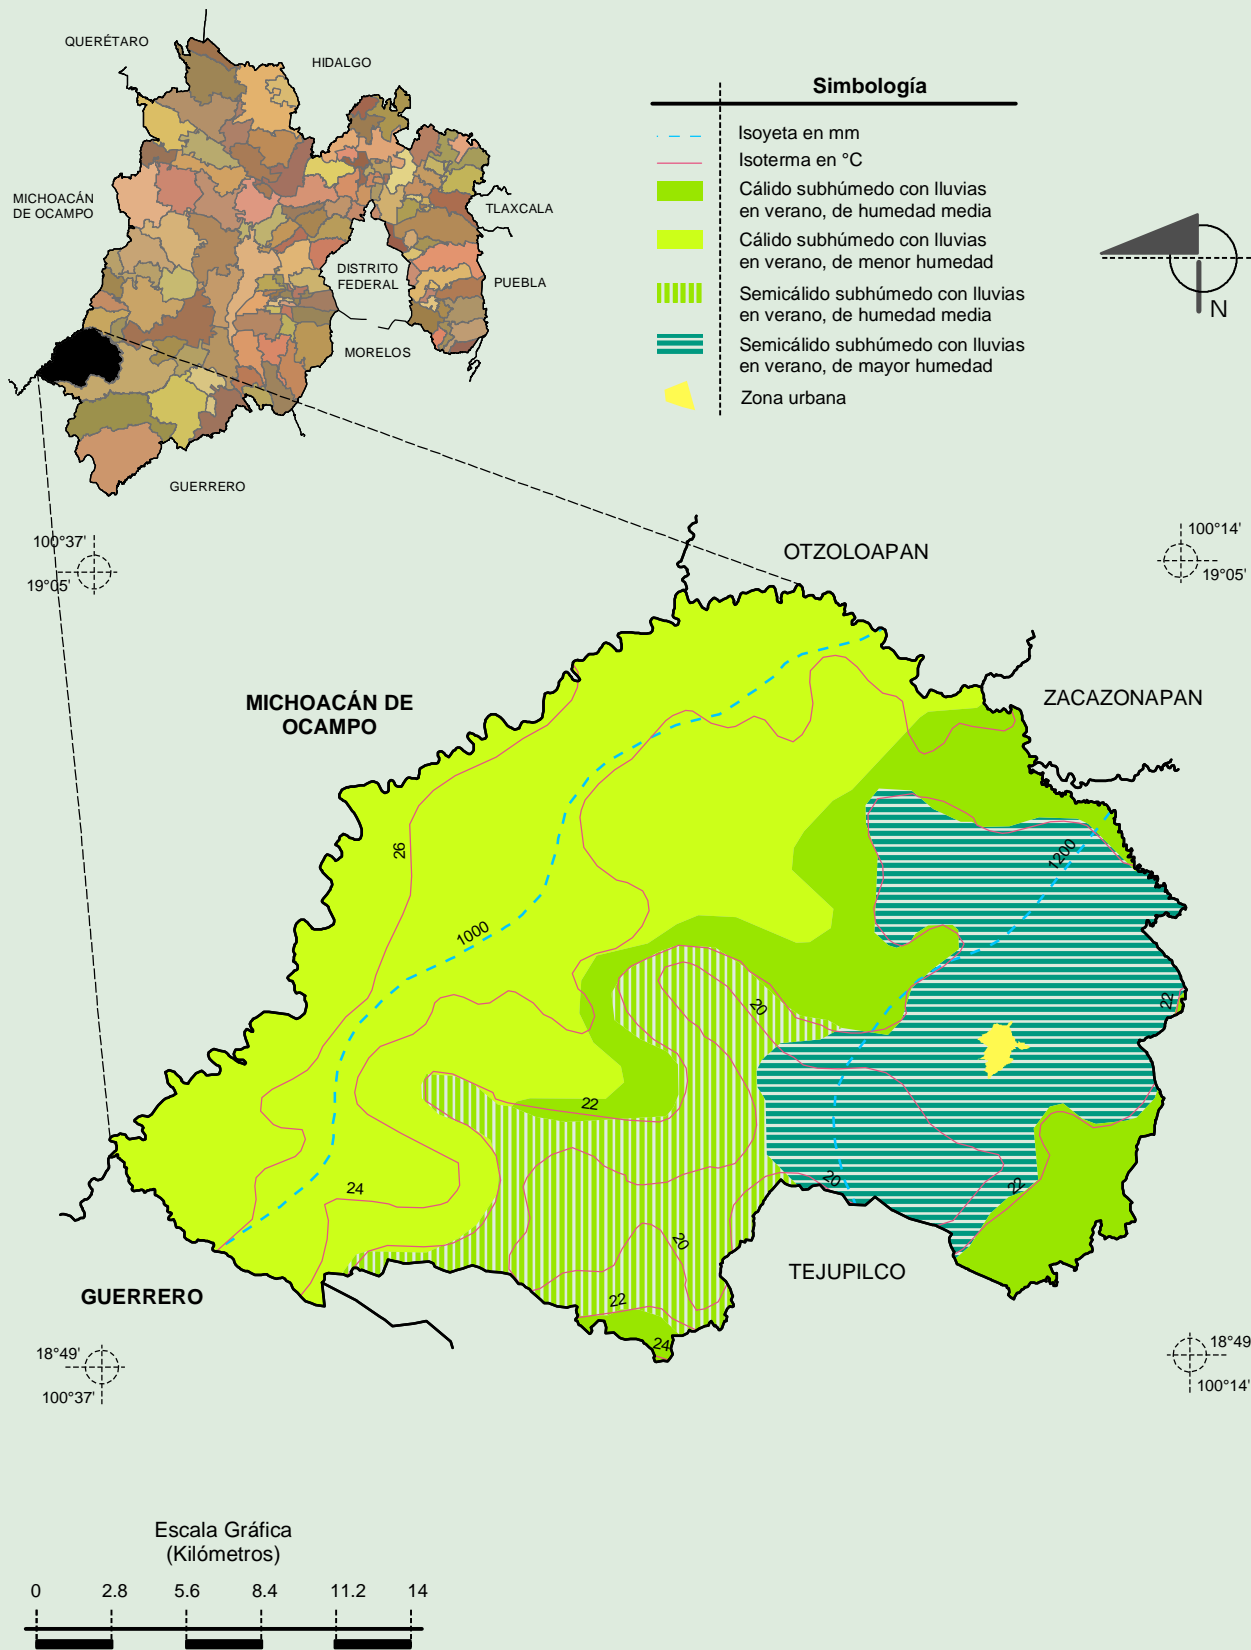 QUERÉTARO
HIDALGO
MICHOACÁN
DE OCAMPO
TLAXCALA
DISTRITO
FEDERAL
PUEBLA
MORELOS
GUERRERO
Simbología
Isoyeta en mm
Isoterma en °C
Cálido subhúmedo con lluvias
en verano, de humedad media
Cálido subhúmedo con lluvias
en verano, de menor humedad
Semicálido subhúmedo con lluvias
en verano, de humedad media
Semicálido subhúmedo con lluvias
en verano, de mayor humedad
Zona urbana
N
100°37'
19°05'
100°14'
19°05'
OTZOLOAPAN
ZACAZONAPAN
MICHOACÁN DE
OCAMPO
26
1000
1200
20
22
22
24
20
22
20
22
24
TEJUPILCO
GUERRERO
18°49'
100°37'
18°49'
100°14'
Escala Gráfica
(Kilómetros)
0 2.8 5.6 8.4 11.2 14